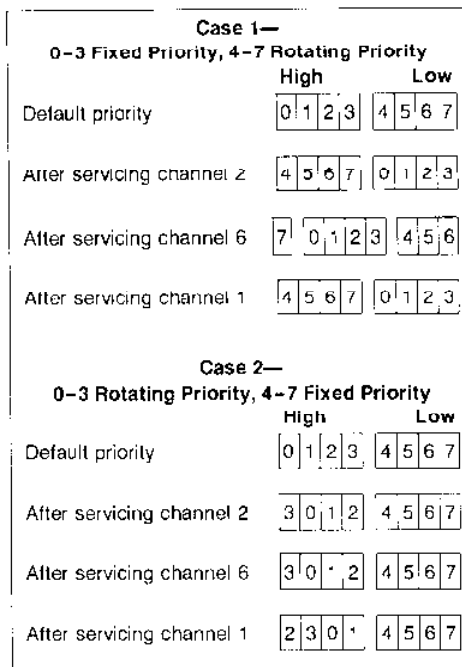 Case 1—
0–3 Fixed Priority, 4–7 Rotating Priority
High Low
Default priority 0 1 2 3 4 5 6 7
After servicing channel 2 4 5 6 7 0 1 2 3
After servicing channel 6 7 0 1 2 3 4 5 6
After servicing channel 1 4 5 6 7 0 1 2 3
Case 2—
0–3 Rotating Priority, 4–7 Fixed Priority
High Low
Default priority 0 1 2 3 4 5 6 7
After servicing channel 2 3 0 1 2 4 5 6 7
After servicing channel 6 3 0 1 2 4 5 6 7
After servicing channel 1 2 3 0 1 4 5 6 7